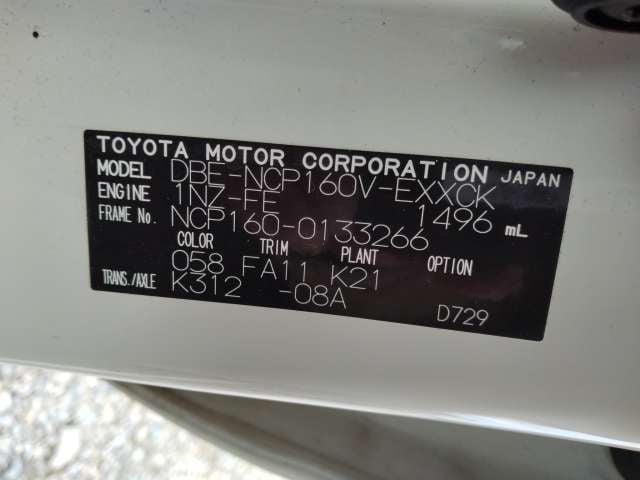 TOYOTA MOTOR CORPORATION JAPAN
MODEL DBE-NCP160V-EXXCK
ENGINE 1NZ-FE 1496 mL
FRAME No. NCP160-0133266
COLOR TRIM PLANT OPTION
058 FA11 K21
TRANS./AXLE K312 -08A
D729